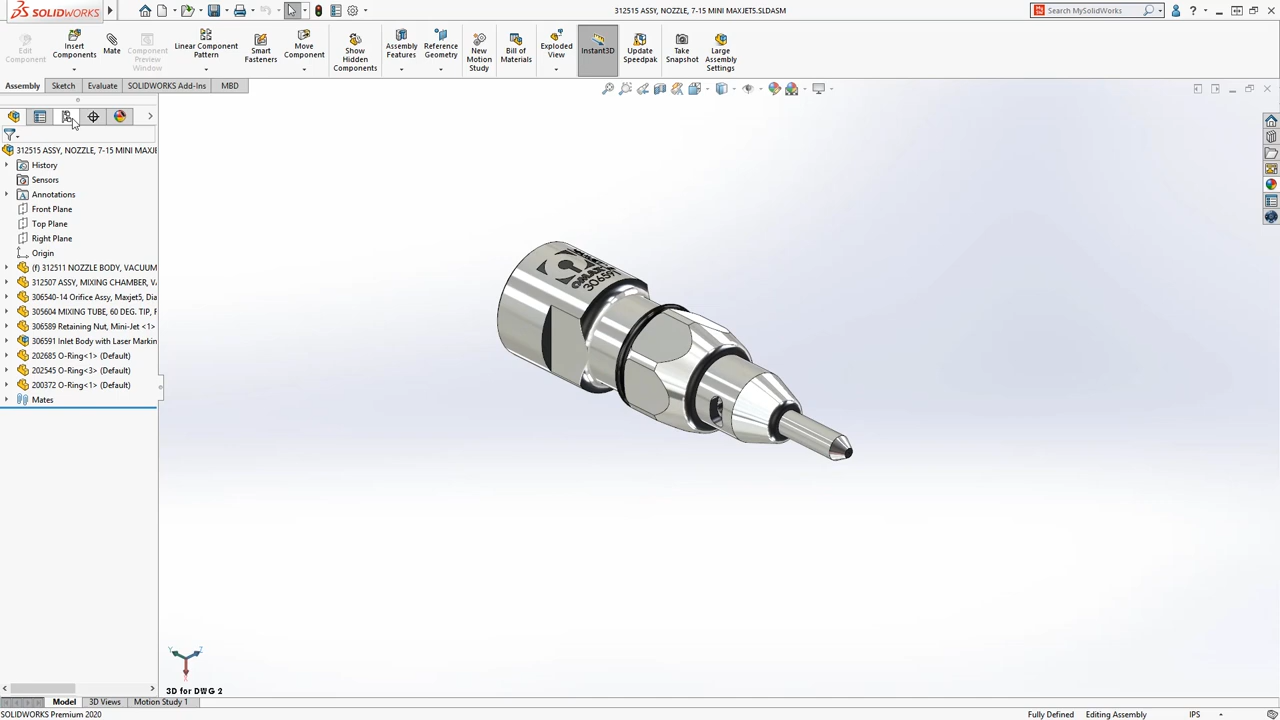 SOLIDWORKS
312515 ASSY, NOZZLE, 7-15 MINI MAXJET5.SLDASM
Search MySolidWorks
Edit Component
Insert Components
Mate
Component Preview Window
Linear Component Pattern
Smart Fasteners
Move Component
Show Hidden Components
Assembly Features
Reference Geometry
New Motion Study
Bill of Materials
Exploded View
Instant3D
Update Speedpak
Take Snapshot
Large Assembly Settings
Assembly
Sketch
Evaluate
SOLIDWORKS Add-Ins
MBD
312515 ASSY, NOZZLE, 7-15 MINI MAXJE
History
Sensors
Annotations
Front Plane
Top Plane
Right Plane
Origin
(f) 312511 NOZZLE BODY, VACUUM
312507 ASSY, MIXING CHAMBER, VA
306540-14 Orifice Assy, Maxjet5, Dia
305604 MIXING TUBE, 60 DEG. TIP, F
306589 Retaining Nut, Mini-Jet <1>
306591 Inlet Body with Laser Markin
202685 O-Ring<1> (Default)
202545 O-Ring<3> (Default)
200372 O-Ring<1> (Default)
Mates
3D for DWG 2
Model
3D Views
Motion Study 1
SOLIDWORKS Premium 2020
Fully Defined
Editing Assembly
IPS